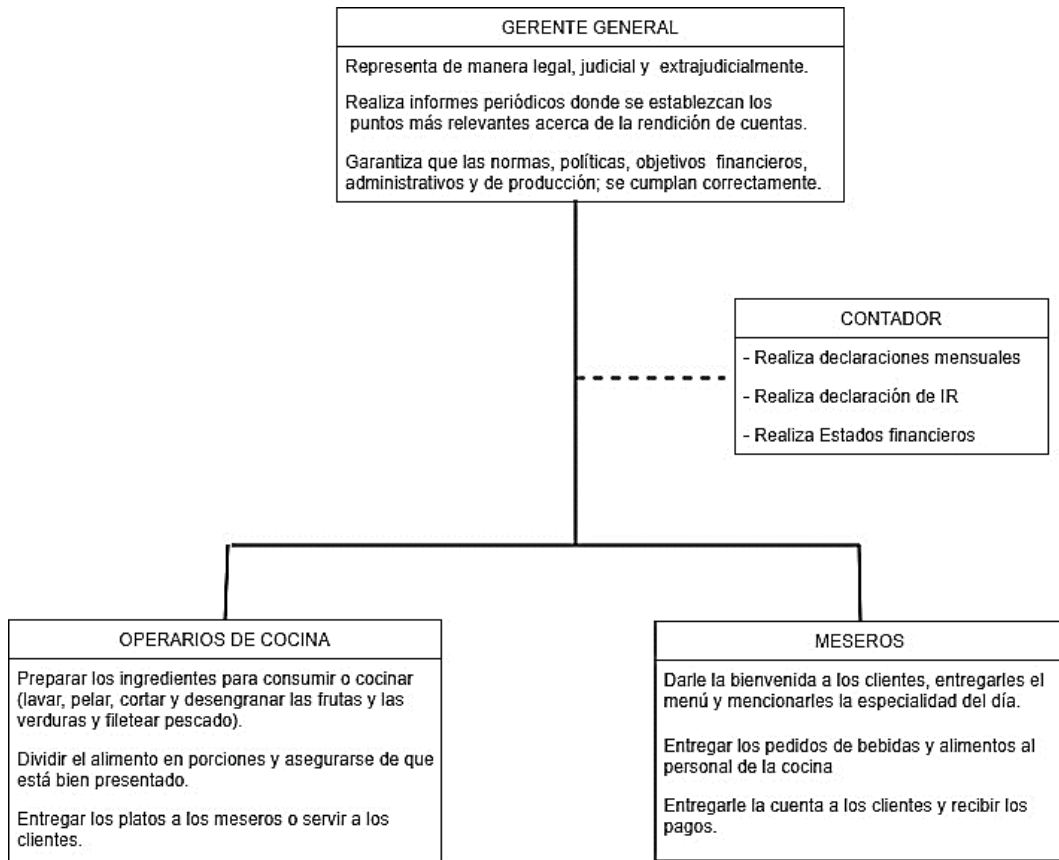 GERENTE GENERAL
Representa de manera legal, judicial y extrajudicialmente.
Realiza informes periódicos donde se establezcan los
puntos más relevantes acerca de la rendición de cuentas.
Garantiza que las normas, políticas, objetivos financieros,
administrativos y de producción; se cumplan correctamente.
CONTADOR
- Realiza declaraciones mensuales
- Realiza declaración de IR
- Realiza Estados financieros
OPERARIOS DE COCINA
Preparar los ingredientes para consumir o cocinar
(lavar, pelar, cortar y desengranar las frutas y las
verduras y filetear pescado).
Dividir el alimento en porciones y asegurarse de que
está bien presentado.
Entregar los platos a los meseros o servir a los
clientes.
MESEROS
Darle la bienvenida a los clientes, entregarles el
menú y mencionarles la especialidad del día.
Entregar los pedidos de bebidas y alimentos al
personal de la cocina
Entregarle la cuenta a los clientes y recibir los
pagos.